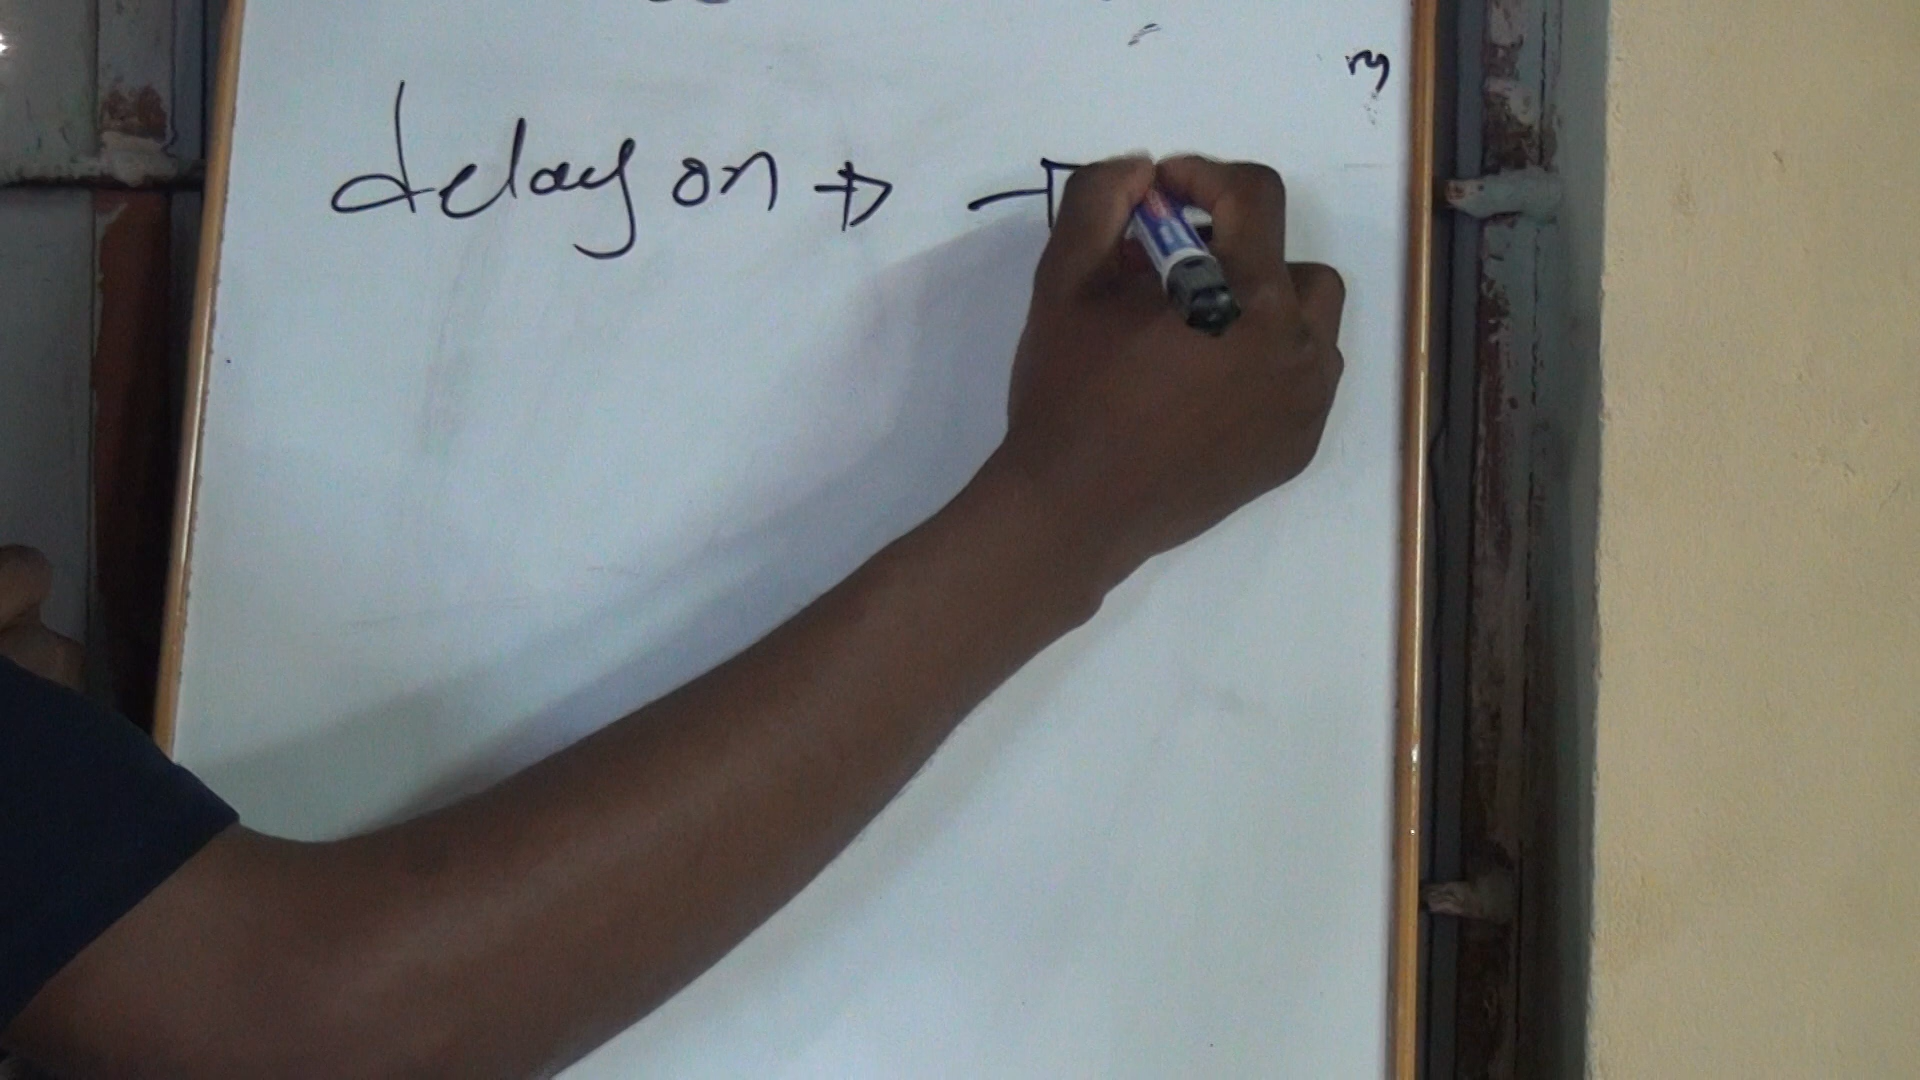 delay on →